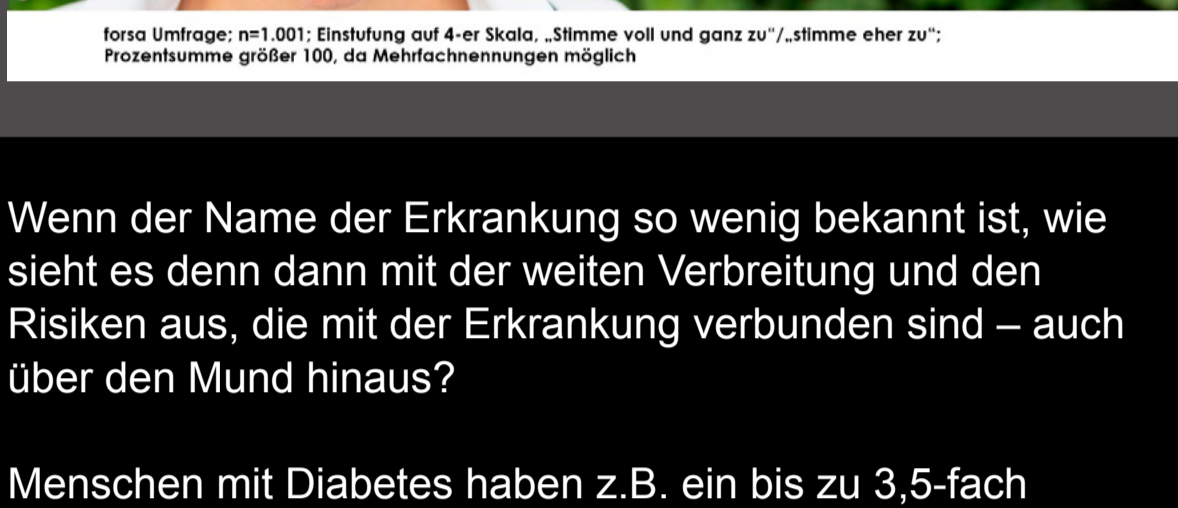 forsa Umfrage; n=1.001; Einstufung auf 4-er Skala, „Stimme voll und ganz zu"/„stimme eher zu";
Prozentsumme größer 100, da Mehrfachnennungen möglich
Wenn der Name der Erkrankung so wenig bekannt ist, wie
sieht es denn dann mit der weiten Verbreitung und den
Risiken aus, die mit der Erkrankung verbunden sind – auch
über den Mund hinaus?
Menschen mit Diabetes haben z.B. ein bis zu 3,5-fach